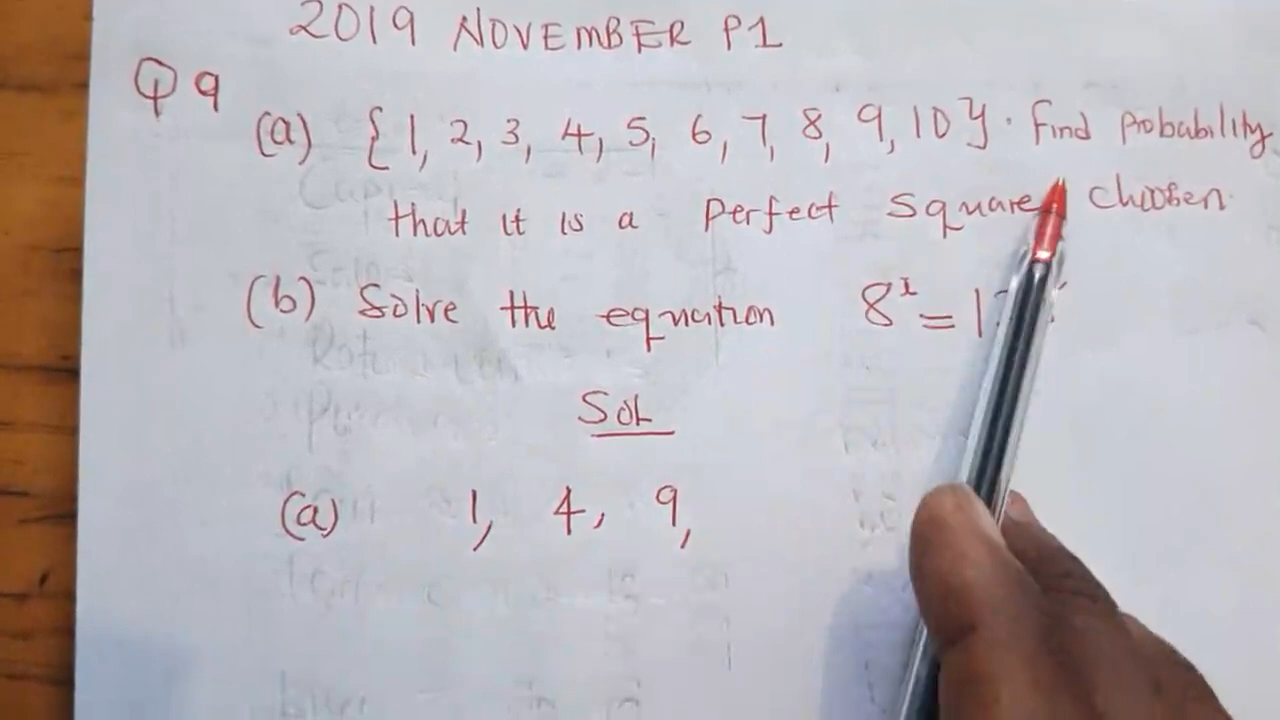 2019 NOVEMBER P1
Q9
(a) {1, 2, 3, 4, 5, 6, 7, 8, 9, 10}. Find probability
that it is a perfect square choosen.
(b) Solve the equation 8ˣ = 1
Sol
(a) 1, 4, 9,